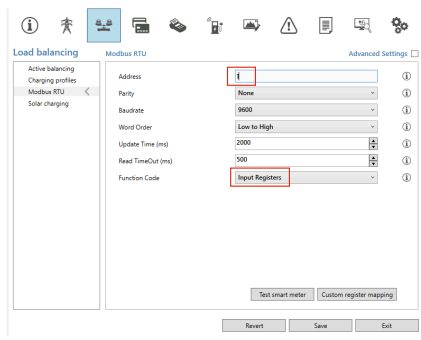 Load balancing
Modbus RTU
Advanced Settings
Active balancing
Charging profiles
Modbus RTU
Solar charging
Address
1
Parity
None
Baudrate
9600
Word Order
Low to High
Update Time (ms)
2000
Read TimeOut (ms)
500
Function Code
Input Registers
Test smart meter
Custom register mapping
Revert
Save
Exit